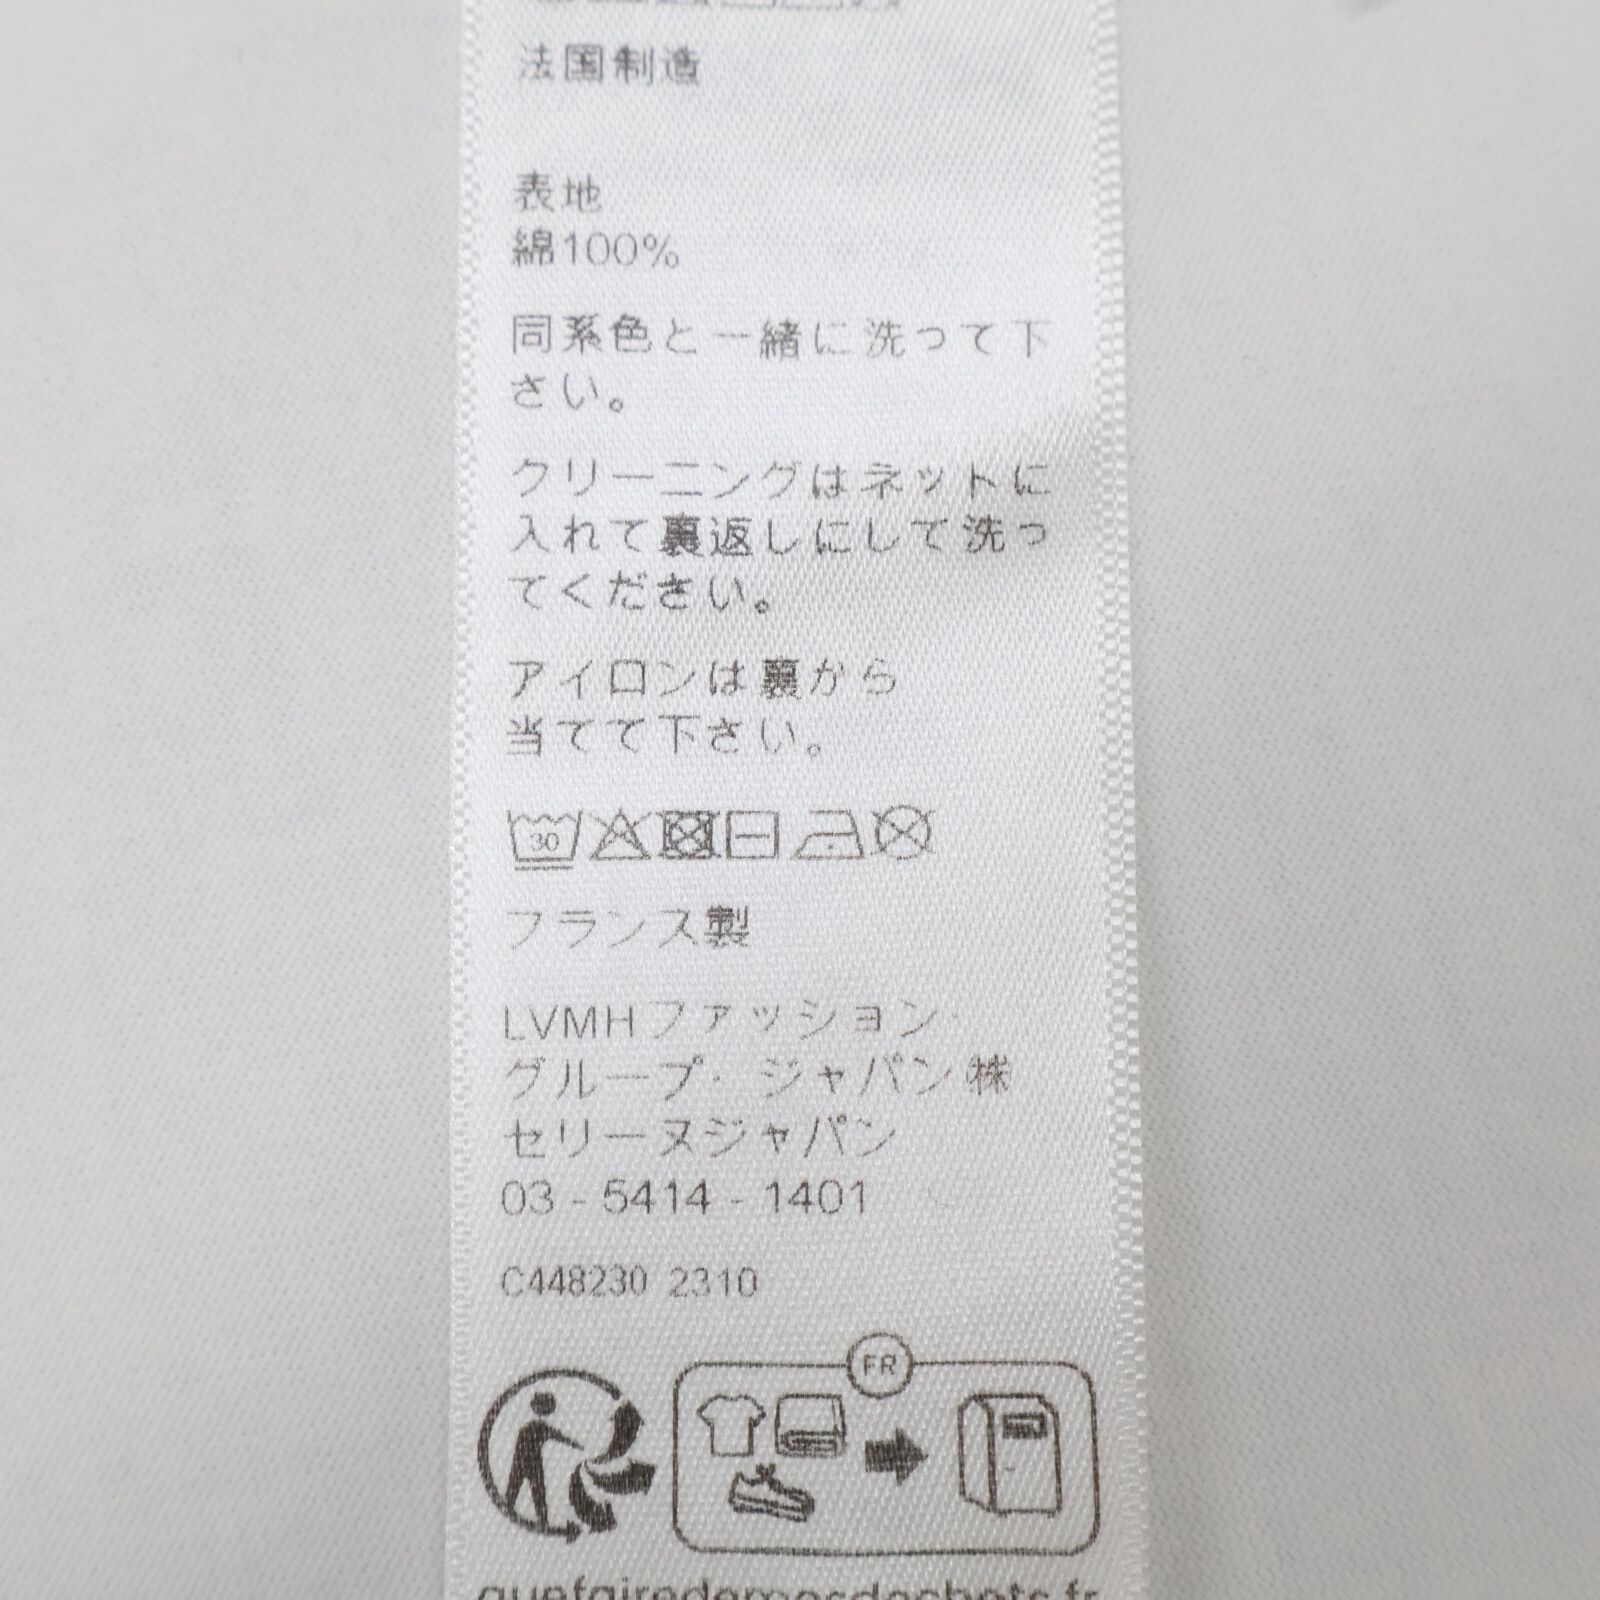 法国制造
表地
綿100%
同系色と一緒に洗って下
さい。
クリーニングはネットに
入れて裏返しにして洗っ
てください。
アイロンは裏から
当てて下さい。
30
フランス製
LVMHファッション・
グループ・ジャパン㈱
セリーヌジャパン
03 - 5414 - 1401
C448230 2310
FR
quefairedemesdechets.fr